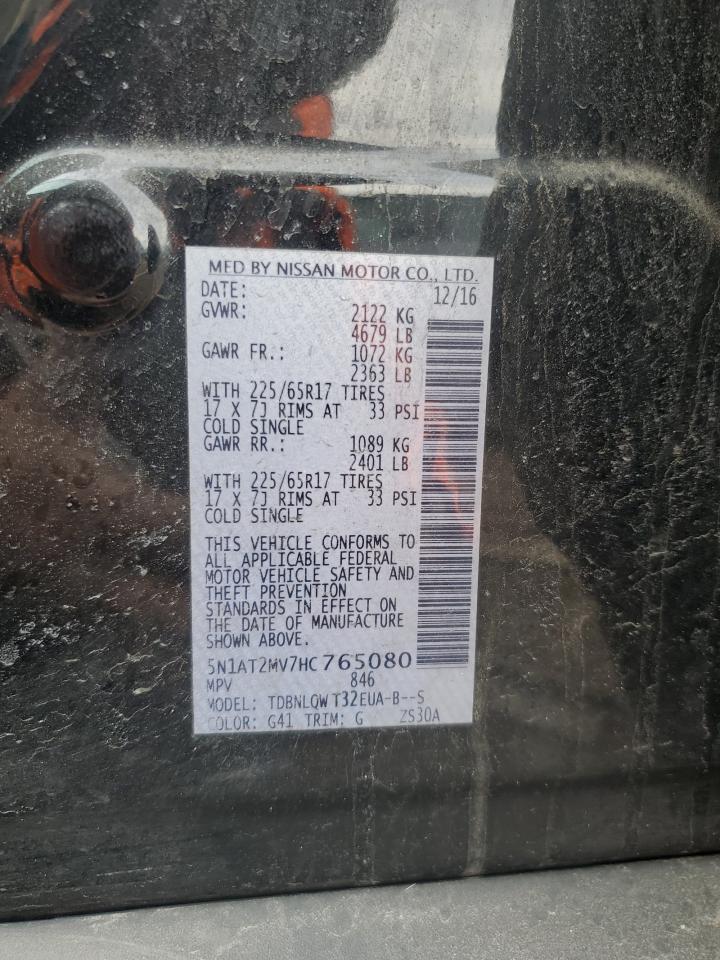 MFD BY NISSAN MOTOR CO., LTD.
DATE: 12/16
GVWR: 2122 KG
4679 LB
GAWR FR.: 1072 KG
2363 LB
WITH 225/65R17 TIRES
17 X 7J RIMS AT 33 PSI
COLD SINGLE
GAWR RR.: 1089 KG
2401 LB
WITH 225/65R17 TIRES
17 X 7J RIMS AT 33 PSI
COLD SINGLE
THIS VEHICLE CONFORMS TO
ALL APPLICABLE FEDERAL
MOTOR VEHICLE SAFETY AND
THEFT PREVENTION
STANDARDS IN EFFECT ON
THE DATE OF MANUFACTURE
SHOWN ABOVE.
5N1AT2MV7HC765080
MPV 846
MODEL: TDBNLQWT32EUA-B--S
COLOR: G41 TRIM: G ZS30A